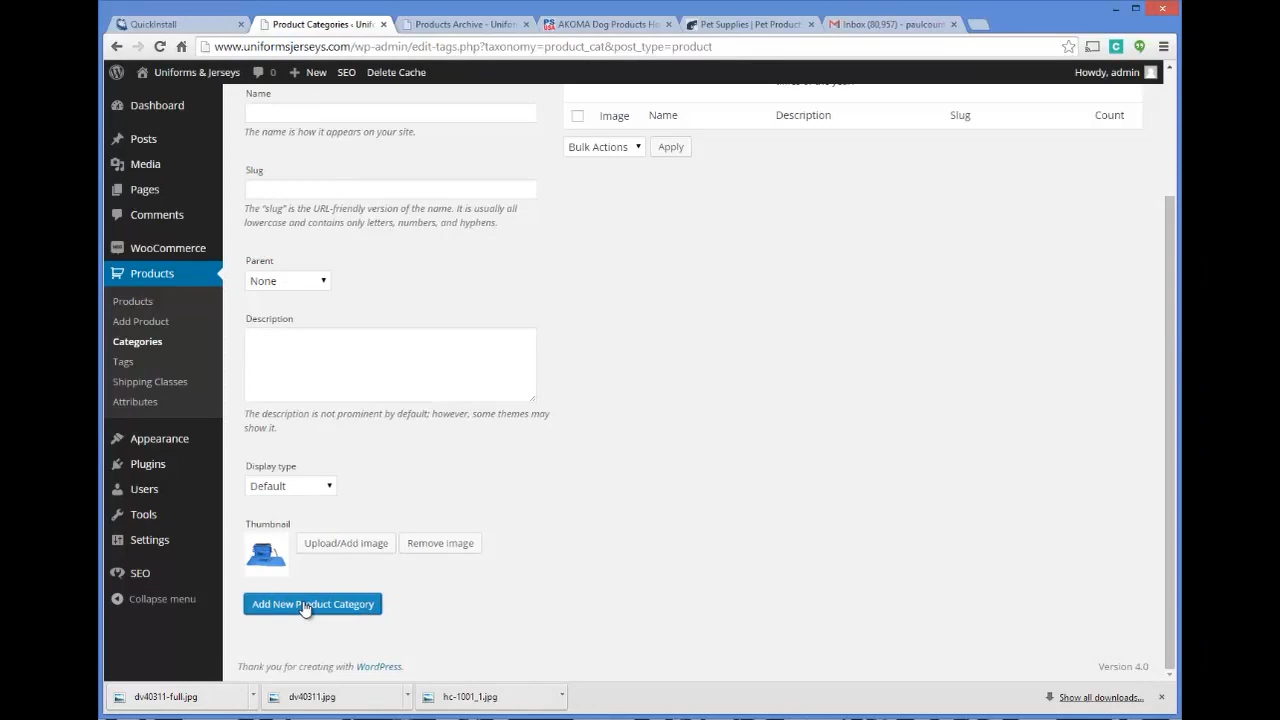 QuickInstall
Product Categories ‹ Unifo
Products Archive - Uniform
AKOMA Dog Products Ho
Pet Supplies | Pet Product
Inbox (80,957) - paulcount
www.uniformsjerseys.com/wp-admin/edit-tags.php?taxonomy=product_cat&post_type=product
Uniforms & Jerseys
0
New
SEO
Delete Cache
Howdy, admin
Dashboard
Posts
Media
Pages
Comments
WooCommerce
Products
Products
Add Product
Categories
Tags
Shipping Classes
Attributes
Appearance
Plugins
Users
Tools
Settings
SEO
Collapse menu
Name
The name is how it appears on your site.
Slug
The “slug” is the URL-friendly version of the name. It is usually all
lowercase and contains only letters, numbers, and hyphens.
Parent
None
Description
The description is not prominent by default; however, some themes may
show it.
Display type
Default
Thumbnail
Upload/Add image
Remove image
Add New Product Category
Image
Name
Description
Slug
Count
Bulk Actions
Apply
Thank you for creating with WordPress.
Version 4.0
dv40311-full.jpg
dv40311.jpg
hc-1001_1.jpg
Show all downloads...